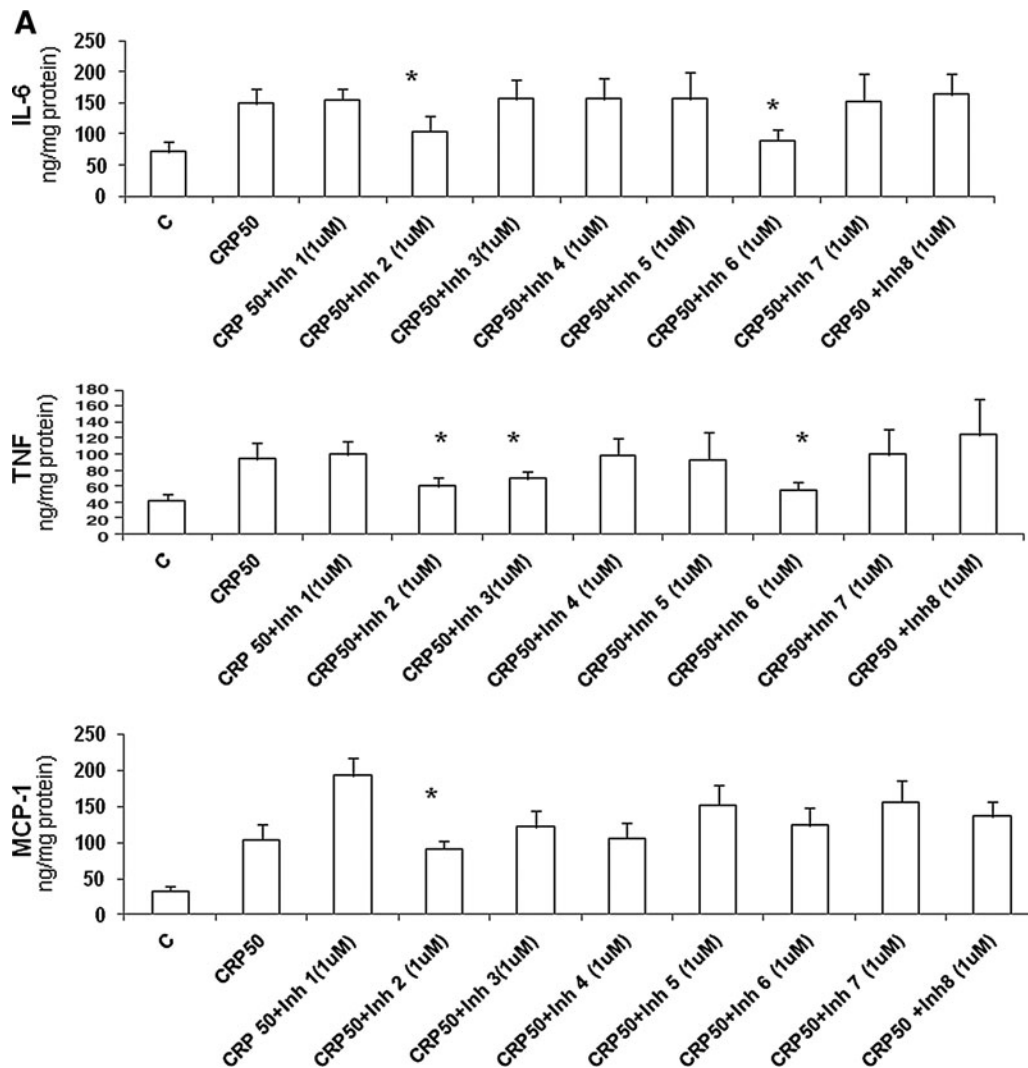 A
IL-6
ng/mg protein)
250
200
150
100
50
0
*
*
C
CRP50
CRP 50+Inh 1(1uM)
CRP50+Inh 2 (1uM)
CRP50+Inh 3(1uM)
CRP50+Inh 4 (1uM)
CRP50+Inh 5 (1uM)
CRP50+Inh 6 (1uM)
CRP50+Inh 7 (1uM)
CRP50 +Inh8 (1uM)
TNF
ng/mg protein)
180
160
140
120
100
80
60
40
20
0
*
*
*
C
CRP50
CRP 50+Inh 1(1uM)
CRP50+Inh 2 (1uM)
CRP50+Inh 3(1uM)
CRP50+Inh 4 (1uM)
CRP50+Inh 5 (1uM)
CRP50+Inh 6 (1uM)
CRP50+Inh 7 (1uM)
CRP50 +Inh8 (1uM)
MCP-1
ng/mg protein)
250
200
150
100
50
0
*
C
CRP50
CRP 50+Inh 1(1uM)
CRP50+Inh 2 (1uM)
CRP50+Inh 3(1uM)
CRP50+Inh 4 (1uM)
CRP50+Inh 5 (1uM)
CRP50+Inh 6 (1uM)
CRP50+Inh 7 (1uM)
CRP50 +Inh8 (1uM)